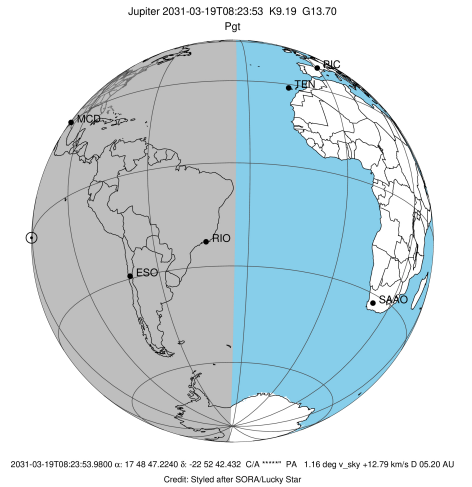 Jupiter 2031-03-19T08:23:53 K9.19 G13.70
Pgt
PIC
TEN
MCD
RIO
ESO
SAAO
2031-03-19T08:23:53.9800 α: 17 48 47.2240 δ: -22 52 42.432 C/A *****" PA 1.16 deg v_sky +12.79 km/s D 05.20 AU
Credit: Styled after SORA/Lucky Star